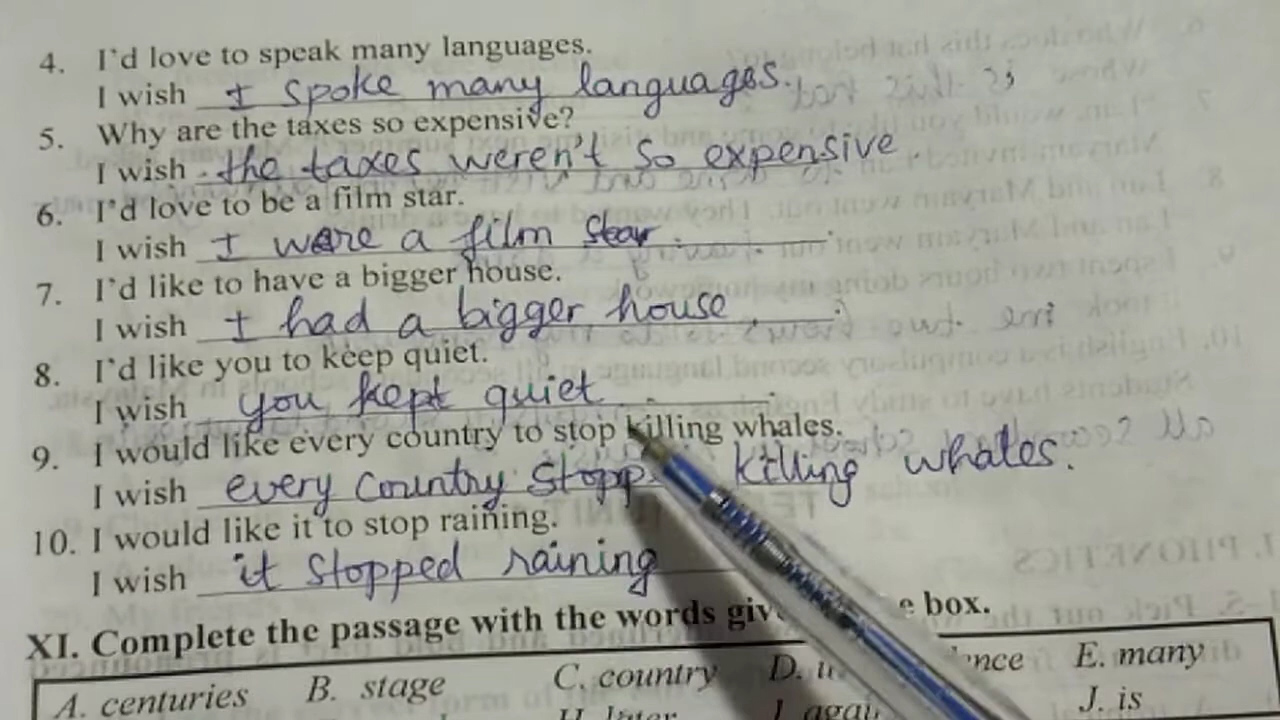 4. I'd love to speak many languages.
I wish I spoke many languages.
5. Why are the taxes so expensive?
I wish the taxes weren't so expensive.
6. I'd love to be a film star.
I wish I were a film star.
7. I'd like to have a bigger house.
I wish I had a bigger house.
8. I'd like you to keep quiet.
I wish you kept quiet.
9. I would like every country to stop killing whales.
I wish every country stopp killing whales.
10. I would like it to stop raining.
I wish it stopped raining
XI. Complete the passage with the words giv e box.
A. centuries B. stage C. country D. nce E. many
J. is